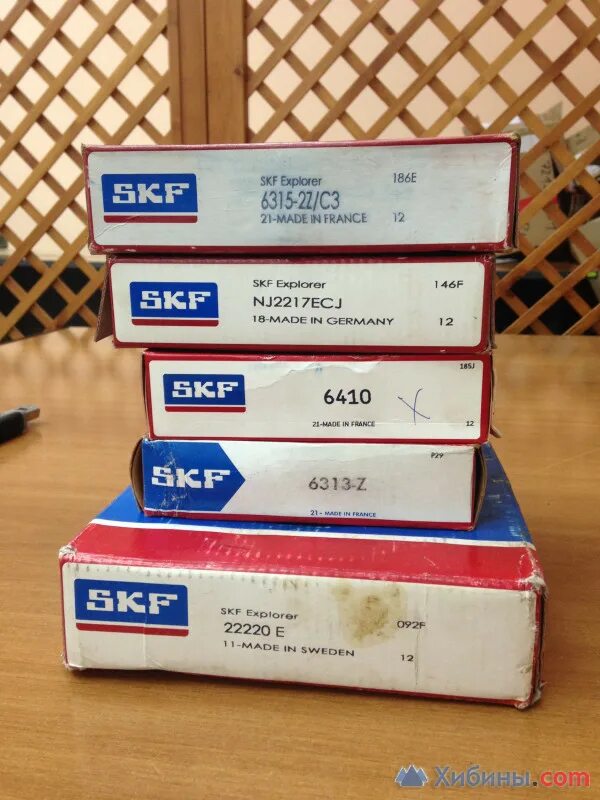 SKF
SKF Explorer 186E
6315-2Z/C3
21-MADE IN FRANCE 12
SKF
SKF Explorer 146F
NJ2217ECJ
18-MADE IN GERMANY 12
SKF
185J
6410 X
21-MADE IN FRANCE 12
SKF
P29
6313-Z
21- MADE IN FRANCE
SKF
SKF Explorer 092F
22220 E
11-MADE IN SWEDEN 12
Хибины.com